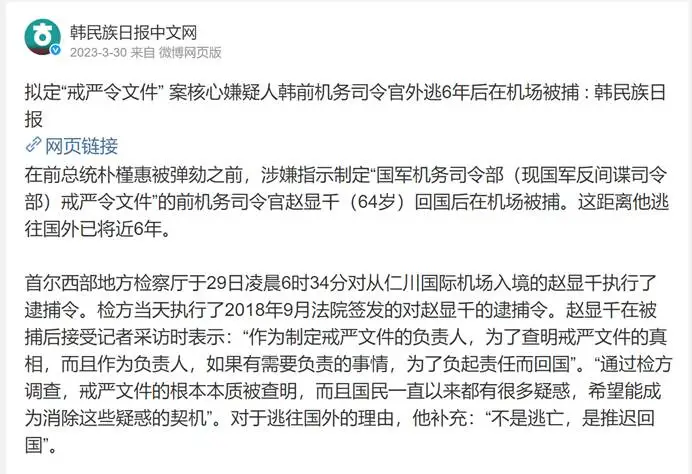 韩民族日报中文网
2023-3-30 来自 微博网页版
拟定“戒严令文件” 案核心嫌疑人韩前机务司令官外逃6年后在机场被捕 : 韩民族日
报
网页链接
在前总统朴槿惠被弹劾之前，涉嫌指示制定“国军机务司令部（现国军反间谍司令
部）戒严令文件”的前机务司令官赵显千（64岁）回国后在机场被捕。这距离他逃
往国外已将近6年。
首尔西部地方检察厅于29日凌晨6时34分对从仁川国际机场入境的赵显千执行了
逮捕令。检方当天执行了2018年9月法院签发的对赵显千的逮捕令。赵显千在被
捕后接受记者采访时表示：“作为制定戒严文件的负责人，为了查明戒严文件的真
相，而且作为负责人，如果有需要负责的事情，为了负起责任而回国”。“通过检方
调查，戒严文件的根本本质被查明，而且国民一直以来都有很多疑惑，希望能成
为消除这些疑惑的契机”。对于逃往国外的理由，他补充：“不是逃亡，是推迟回
国”。